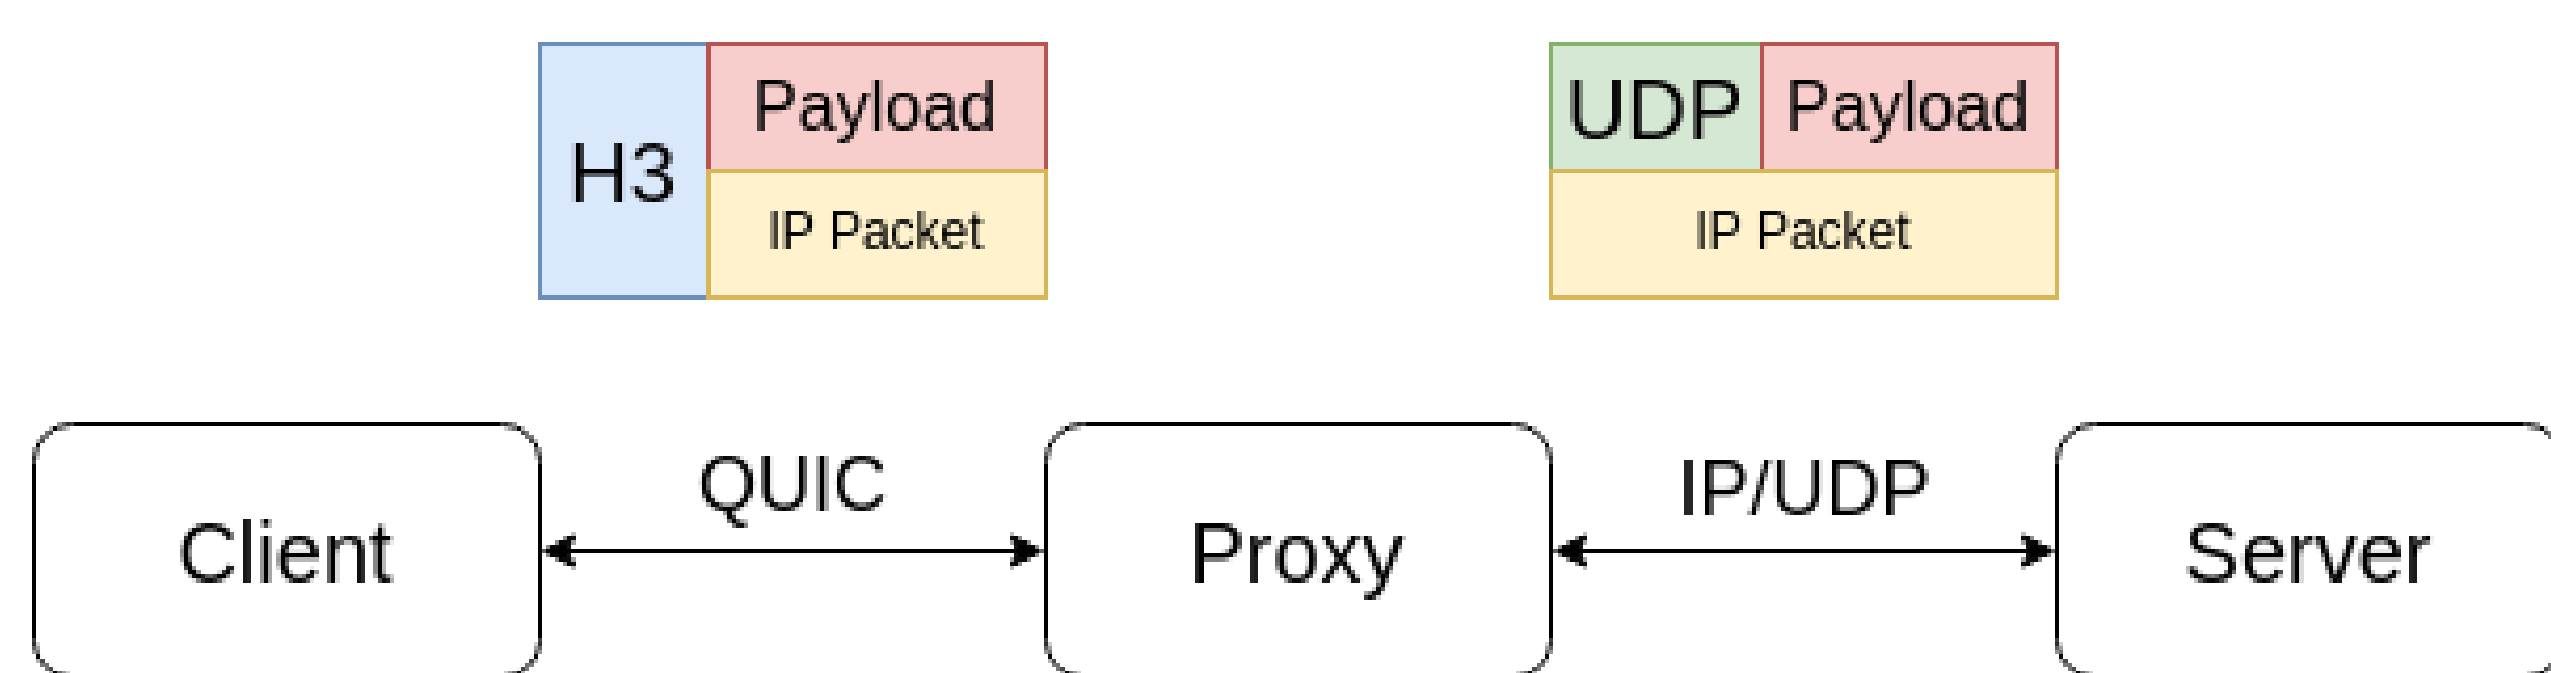 H3
Payload
IP Packet
UDP
Payload
IP Packet
Client
QUIC
Proxy
IP/UDP
Server